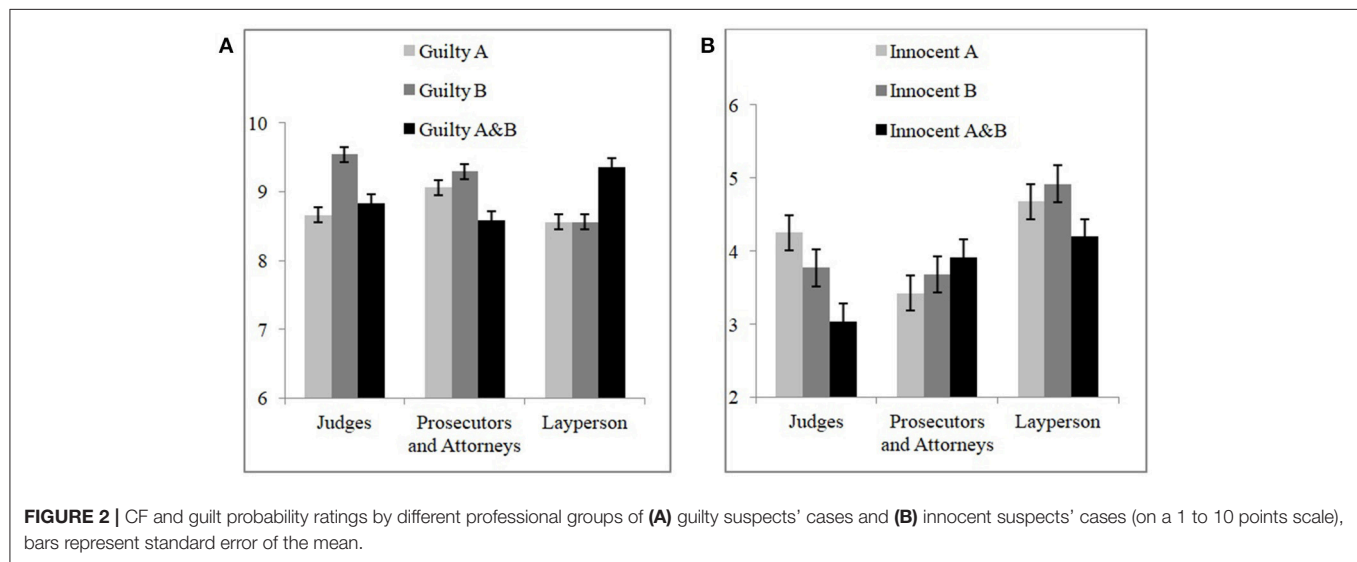 A
Guilty A
Guilty B
Guilty A&B
10
9
8
7
6
Judges
Prosecutors
and Attorneys
Layperson
B
Innocent A
Innocent B
Innocent A&B
6
5
4
3
2
Judges
Prosecutors
and Attorneys
Layperson
FIGURE 2 | CF and guilt probability ratings by different professional groups of (A) guilty suspects' cases and (B) innocent suspects' cases (on a 1 to 10 points scale),
bars represent standard error of the mean.